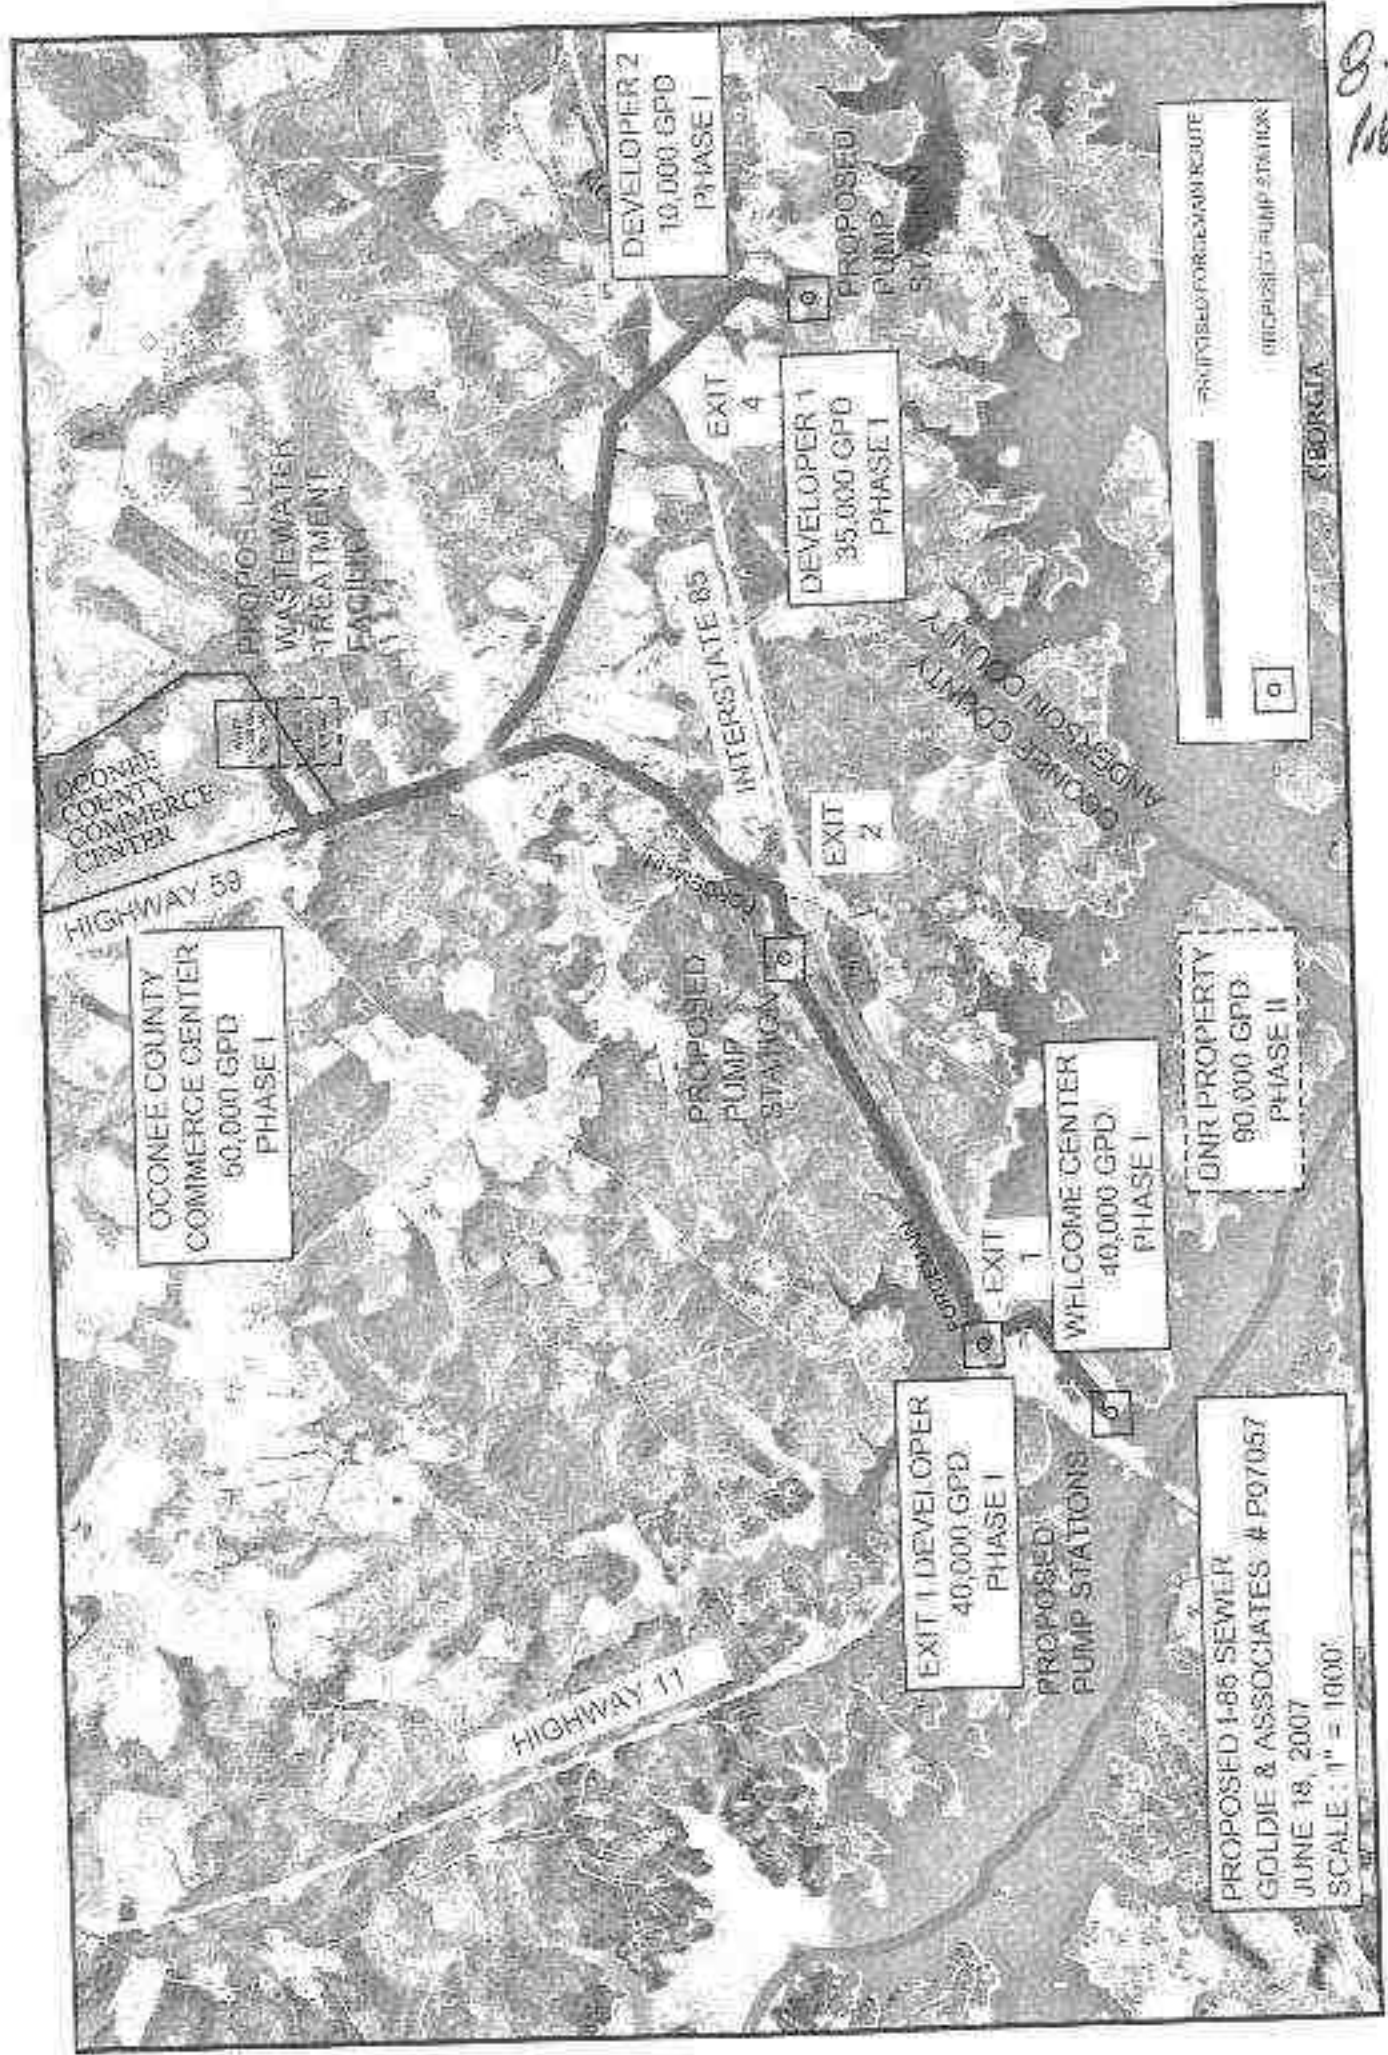 OCONEE
COUNTY
COMMERCE
CENTER
HIGHWAY 59
OCONEE COUNTY
COMMERCE CENTER
50,000 GPD
PHASE I
WASTEWATER
TREATMENT
FACILITY
DEVELOPER 2
10,000 GPD
PHASE I
PROPOSED
PUMP
STATION
EXIT
4
DEVELOPER 1
35,000 GPD
PHASE I
INTERSTATE 85
EXIT
2
FORCEMAIN
PROPOSED
PUMP
STATION
OCONEE COUNTY
ANDERSON COUNTY
FORCEMAIN
EXIT
1
WELCOME CENTER
40,000 GPD
PHASE I
DNR PROPERTY
90,000 GPD
PHASE II
EXIT 1 DEVELOPER
40,000 GPD
PHASE I
PROPOSED
PUMP STATIONS
HIGHWAY 11
PROPOSED FORCEMAIN ROUTE
PROPOSED PUMP STATION
GEORGIA
PROPOSED I-85 SEWER
GOLDIE & ASSOCIATES # P07057
JUNE 18, 2007
SCALE : 1" = 1000'